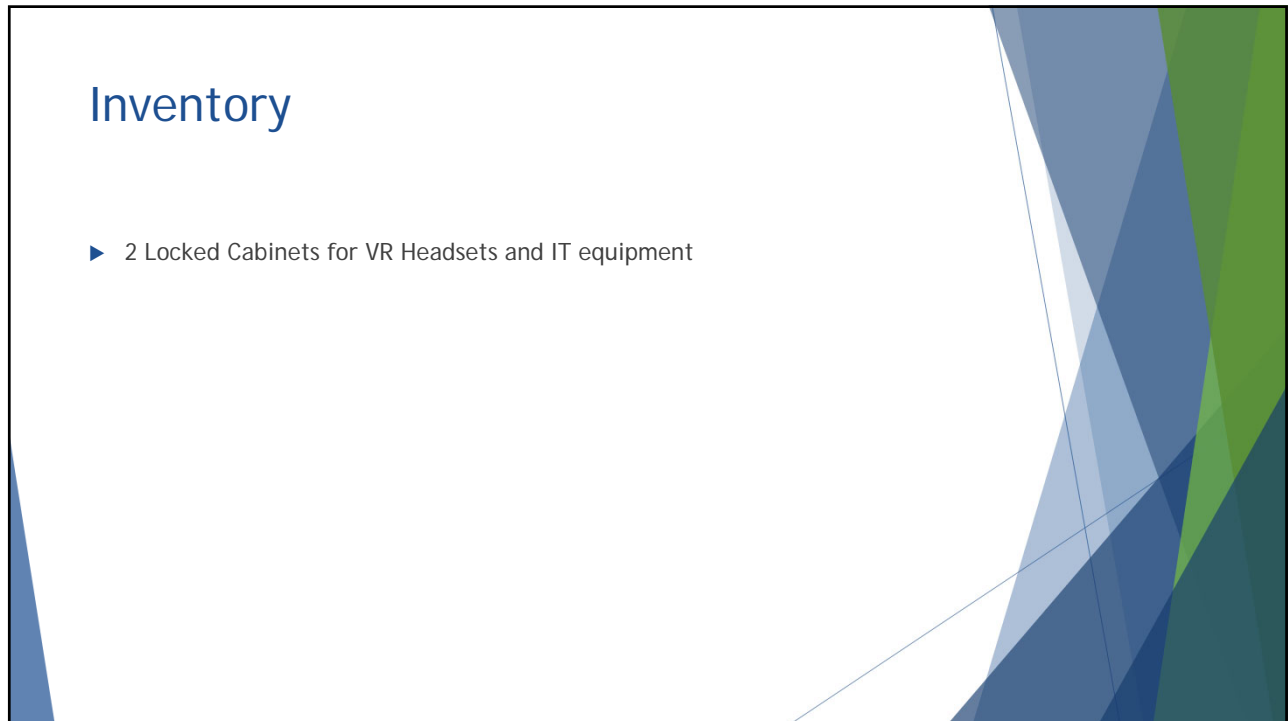 Inventory
▶ 2 Locked Cabinets for VR Headsets and IT equipment